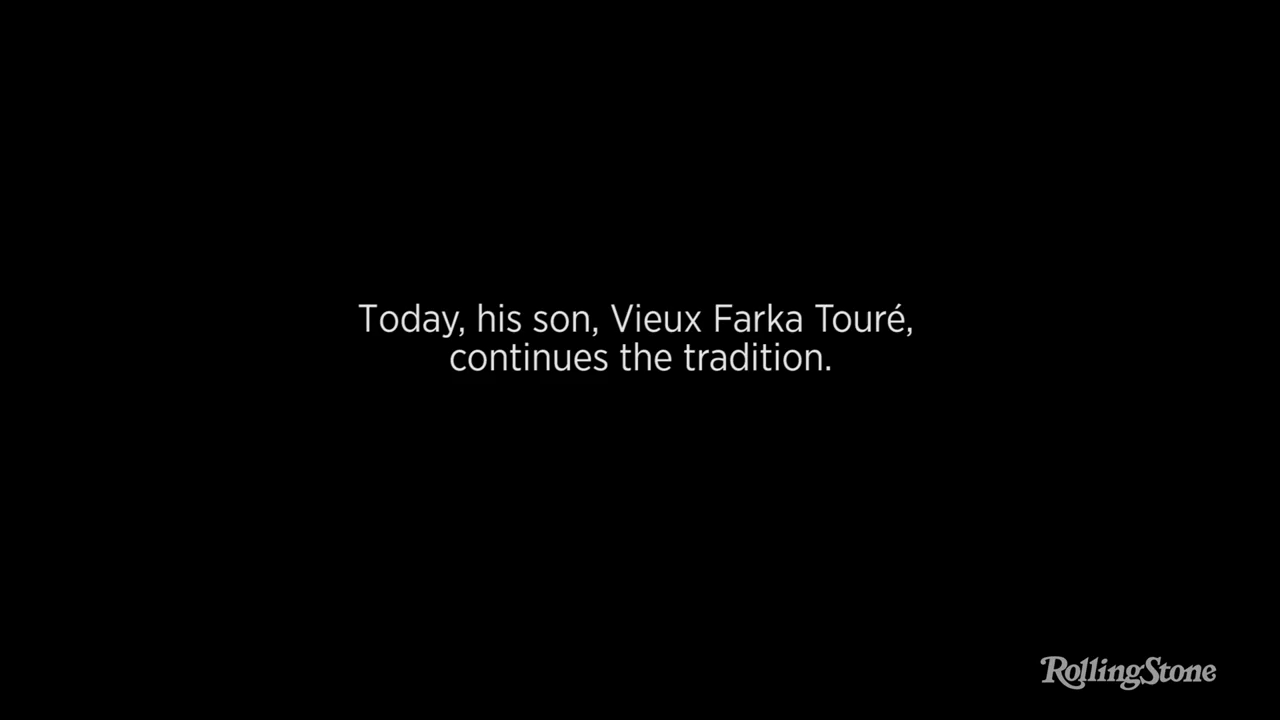 Today, his son, Vieux Farka Touré,
continues the tradition.
RollingStone